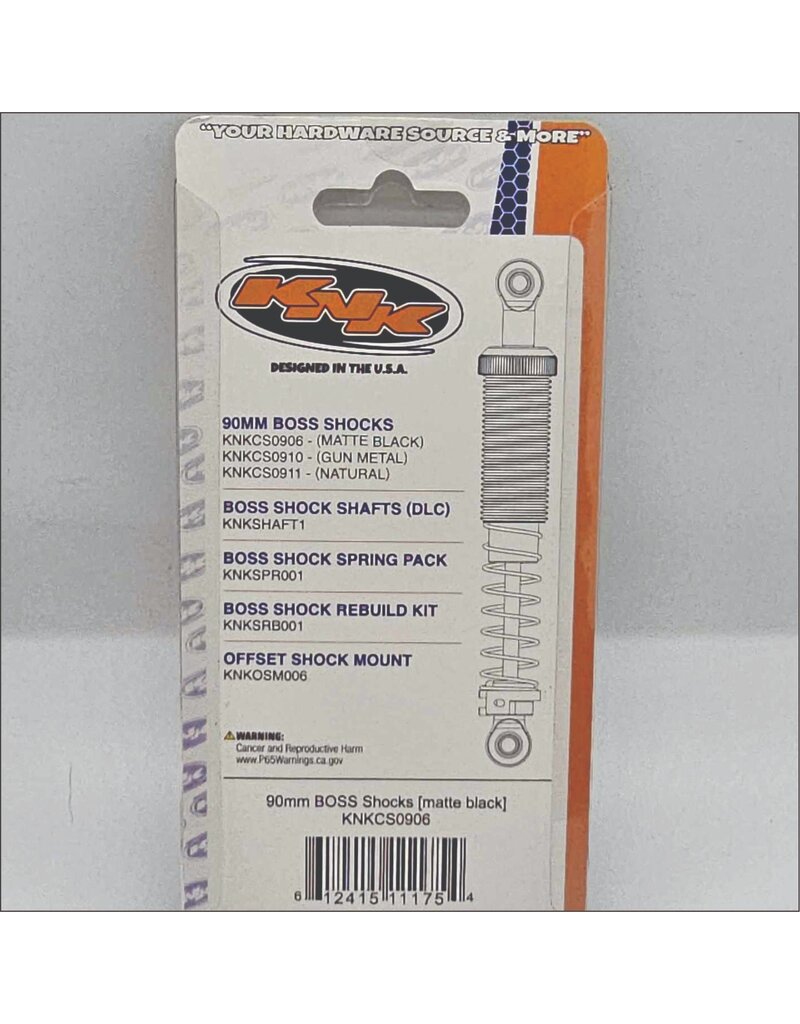 "YOUR HARDWARE SOURCE & MORE"
KNK
DESIGNED IN THE U.S.A.
90MM BOSS SHOCKS
KNKCS0906 - (MATTE BLACK)
KNKCS0910 - (GUN METAL)
KNKCS0911 - (NATURAL)
BOSS SHOCK SHAFTS (DLC)
KNKSHAFT1
BOSS SHOCK SPRING PACK
KNKSPR001
BOSS SHOCK REBUILD KIT
KNKSRB001
OFFSET SHOCK MOUNT
KNKOSM006
⚠WARNING:
Cancer and Reproductive Harm
www.P65Warnings.ca.gov
90mm BOSS Shocks [matte black]
KNKCS0906
6 12415 11175 4